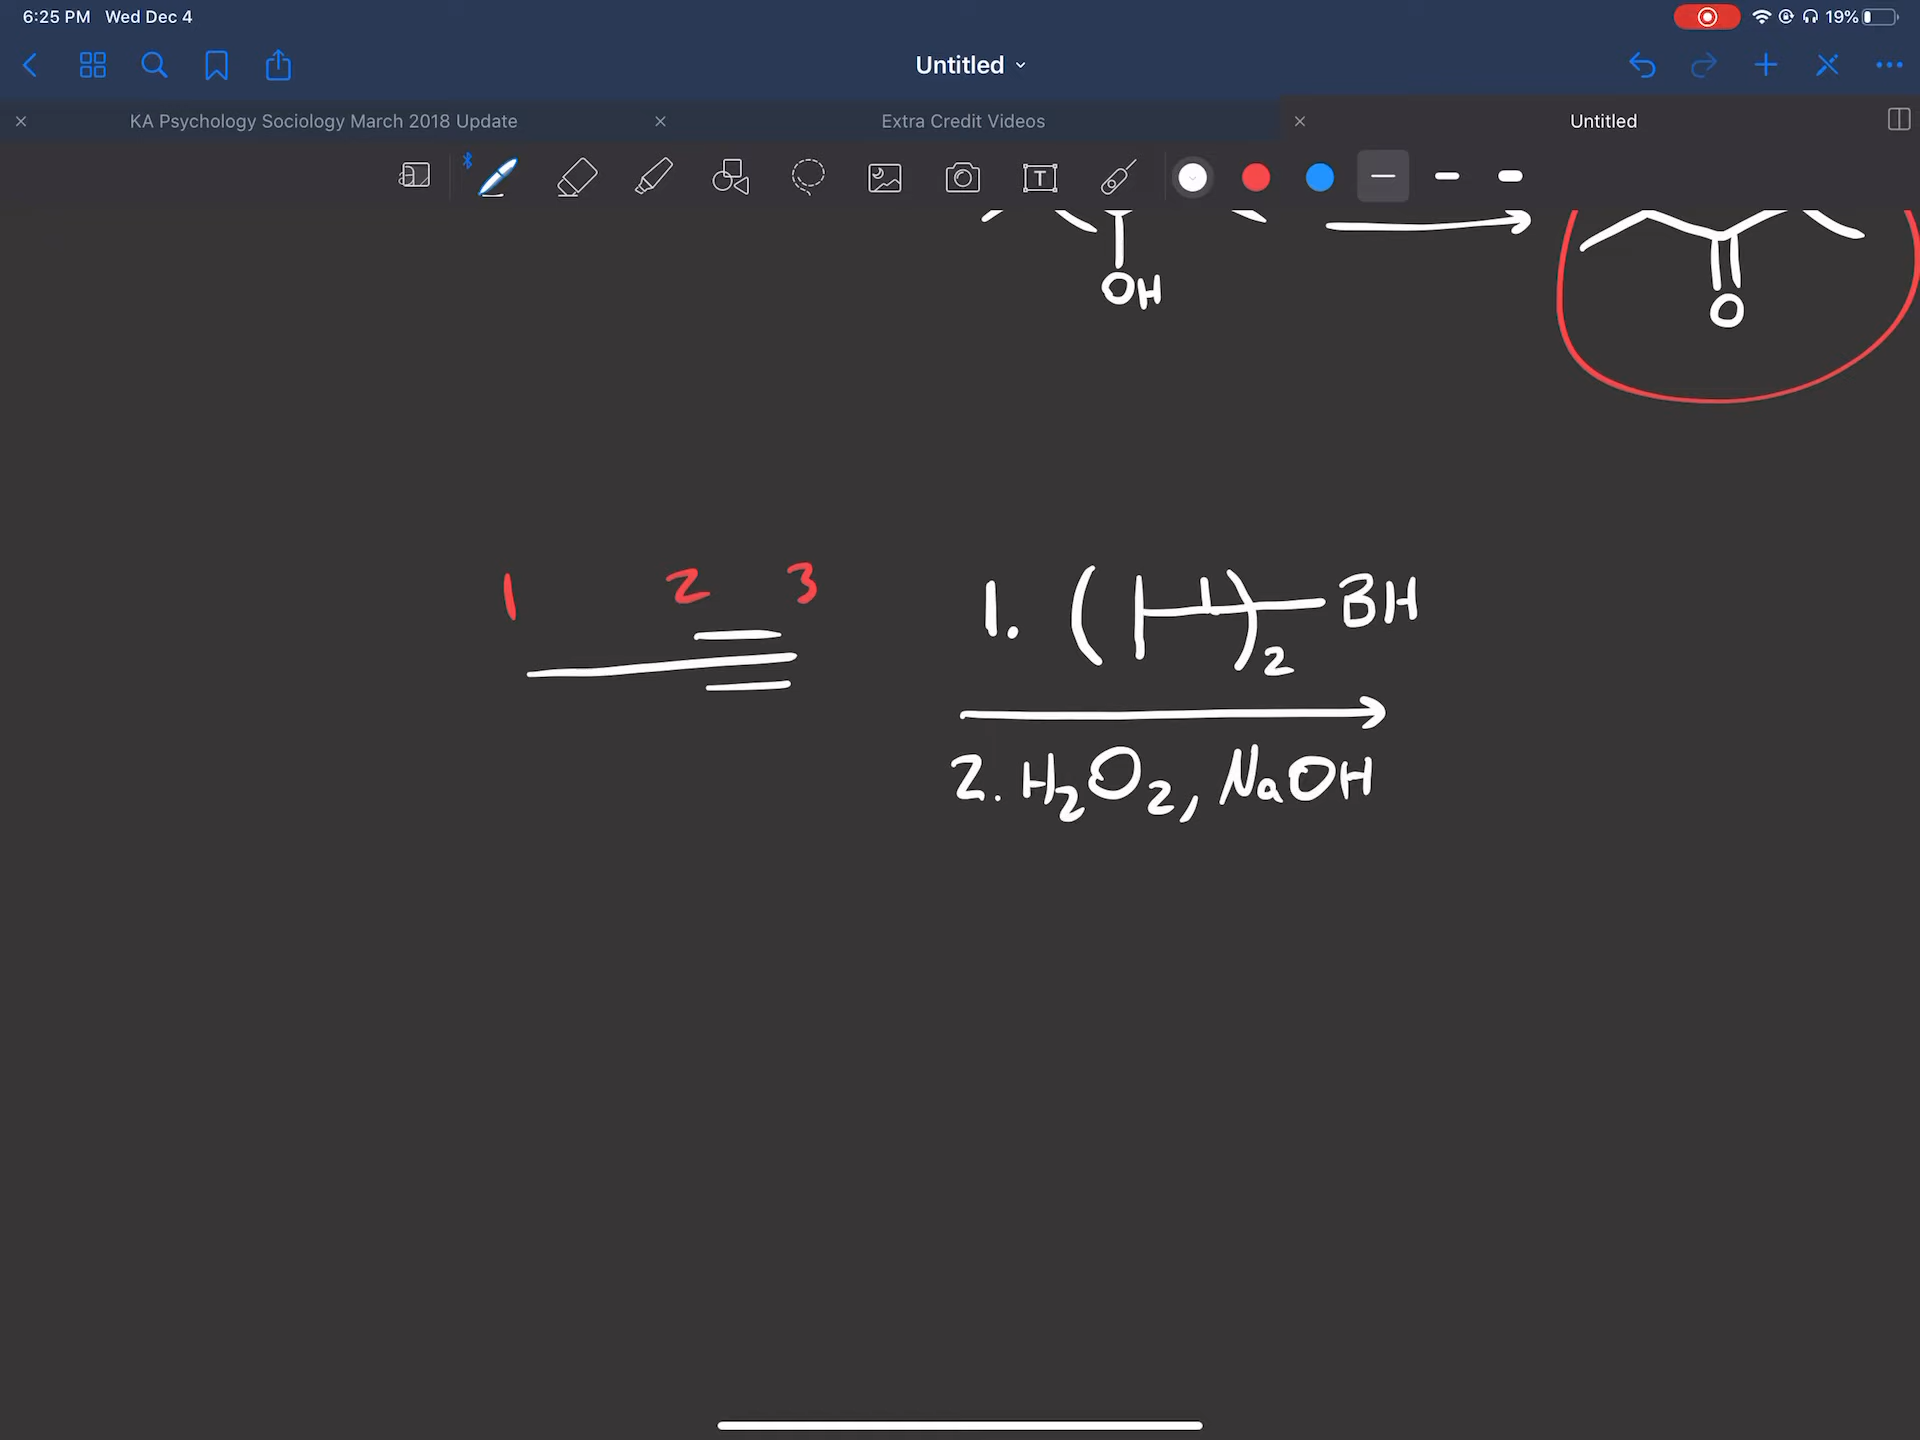 6:25 PM Wed Dec 4
19%
Untitled
KA Psychology Sociology March 2018 Update
Extra Credit Videos
Untitled
T
OH
O
1 2 3
1. ( )2 BH
2. H2O2, NaOH